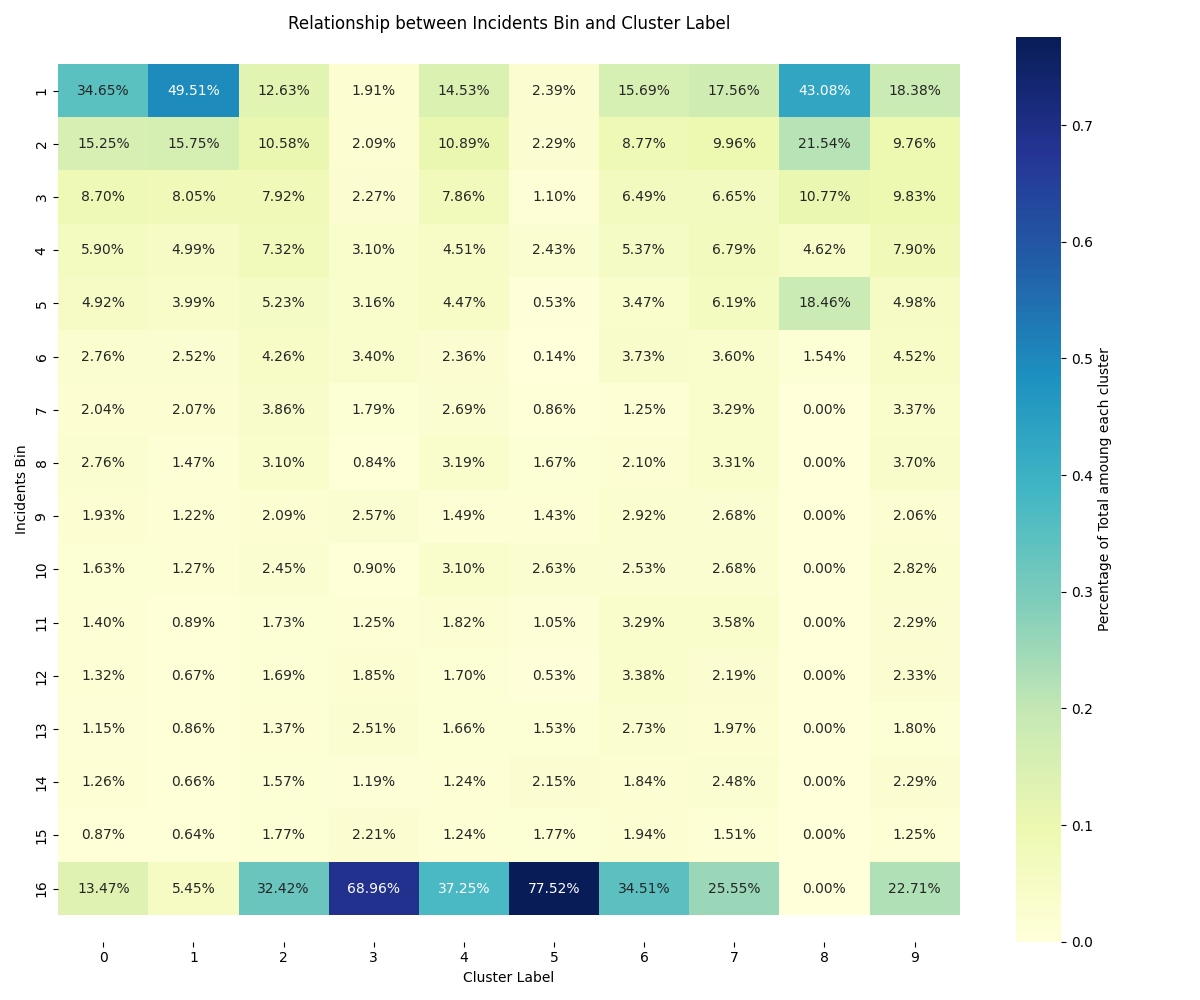 Relationship between Incidents Bin and Cluster Label
1 34.65% 49.51% 12.63% 1.91% 14.53% 2.39% 15.69% 17.56% 43.08% 18.38%
2 15.25% 15.75% 10.58% 2.09% 10.89% 2.29% 8.77% 9.96% 21.54% 9.76%
3 8.70% 8.05% 7.92% 2.27% 7.86% 1.10% 6.49% 6.65% 10.77% 9.83%
4 5.90% 4.99% 7.32% 3.10% 4.51% 2.43% 5.37% 6.79% 4.62% 7.90%
5 4.92% 3.99% 5.23% 3.16% 4.47% 0.53% 3.47% 6.19% 18.46% 4.98%
6 2.76% 2.52% 4.26% 3.40% 2.36% 0.14% 3.73% 3.60% 1.54% 4.52%
7 2.04% 2.07% 3.86% 1.79% 2.69% 0.86% 1.25% 3.29% 0.00% 3.37%
8 2.76% 1.47% 3.10% 0.84% 3.19% 1.67% 2.10% 3.31% 0.00% 3.70%
9 1.93% 1.22% 2.09% 2.57% 1.49% 1.43% 2.92% 2.68% 0.00% 2.06%
10 1.63% 1.27% 2.45% 0.90% 3.10% 2.63% 2.53% 2.68% 0.00% 2.82%
11 1.40% 0.89% 1.73% 1.25% 1.82% 1.05% 3.29% 3.58% 0.00% 2.29%
12 1.32% 0.67% 1.69% 1.85% 1.70% 0.53% 3.38% 2.19% 0.00% 2.33%
13 1.15% 0.86% 1.37% 2.51% 1.66% 1.53% 2.73% 1.97% 0.00% 1.80%
14 1.26% 0.66% 1.57% 1.19% 1.24% 2.15% 1.84% 2.48% 0.00% 2.29%
15 0.87% 0.64% 1.77% 2.21% 1.24% 1.77% 1.94% 1.51% 0.00% 1.25%
16 13.47% 5.45% 32.42% 68.96% 37.25% 77.52% 34.51% 25.55% 0.00% 22.71%
0 1 2 3 4 5 6 7 8 9
Cluster Label
Incidents Bin
0.7
0.6
0.5
0.4
0.3
0.2
0.1
0.0
Percentage of Total amoung each cluster